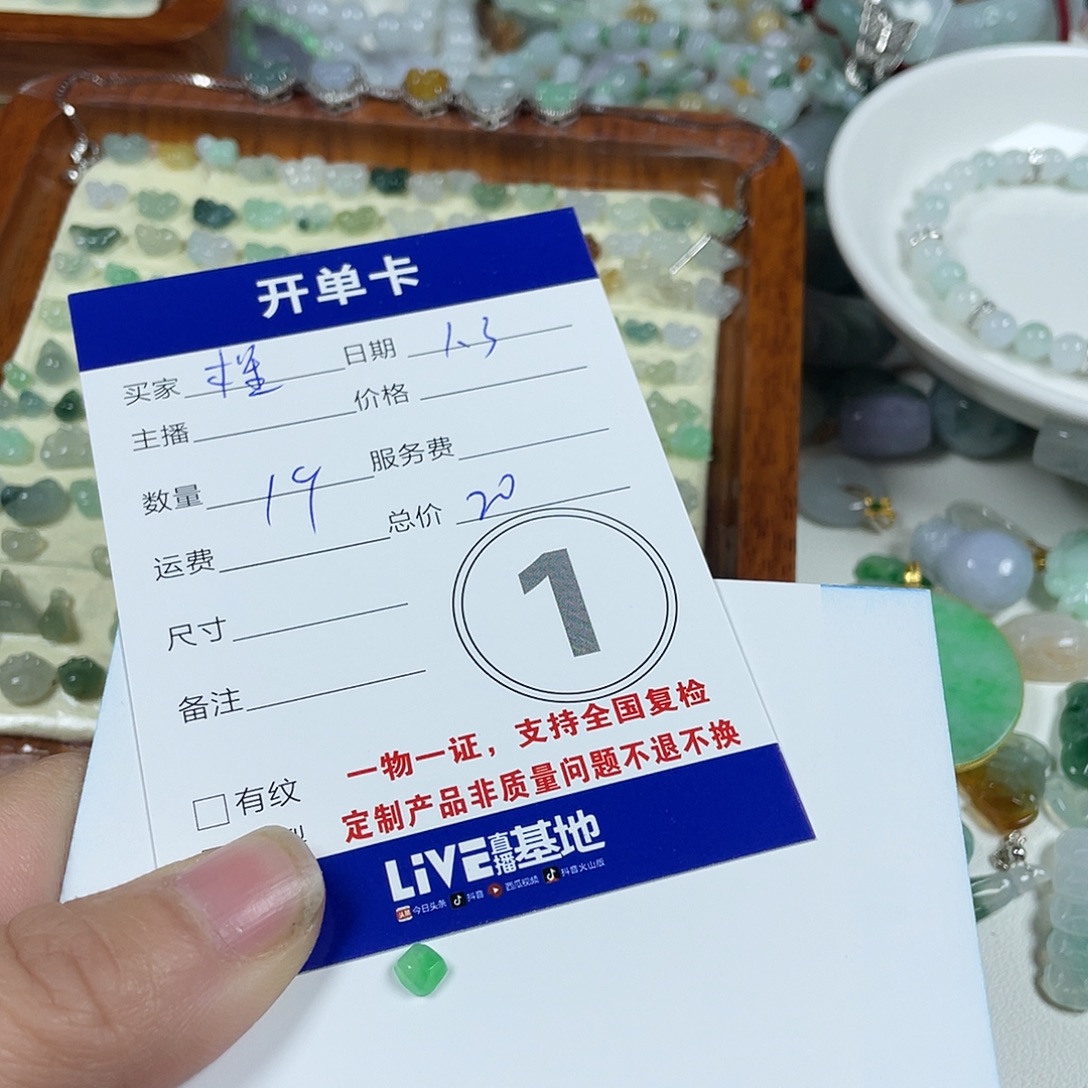 开单卡
买家 橦 日期 1.3
主播 价格
数量 19 服务费
运费 总价 20
尺寸
备注
1
一物一证，支持全国复检
定制产品非质量问题不退不换
有纹
LiVE直播基地
头条 今日头条 抖音 西瓜视频 抖音火山版